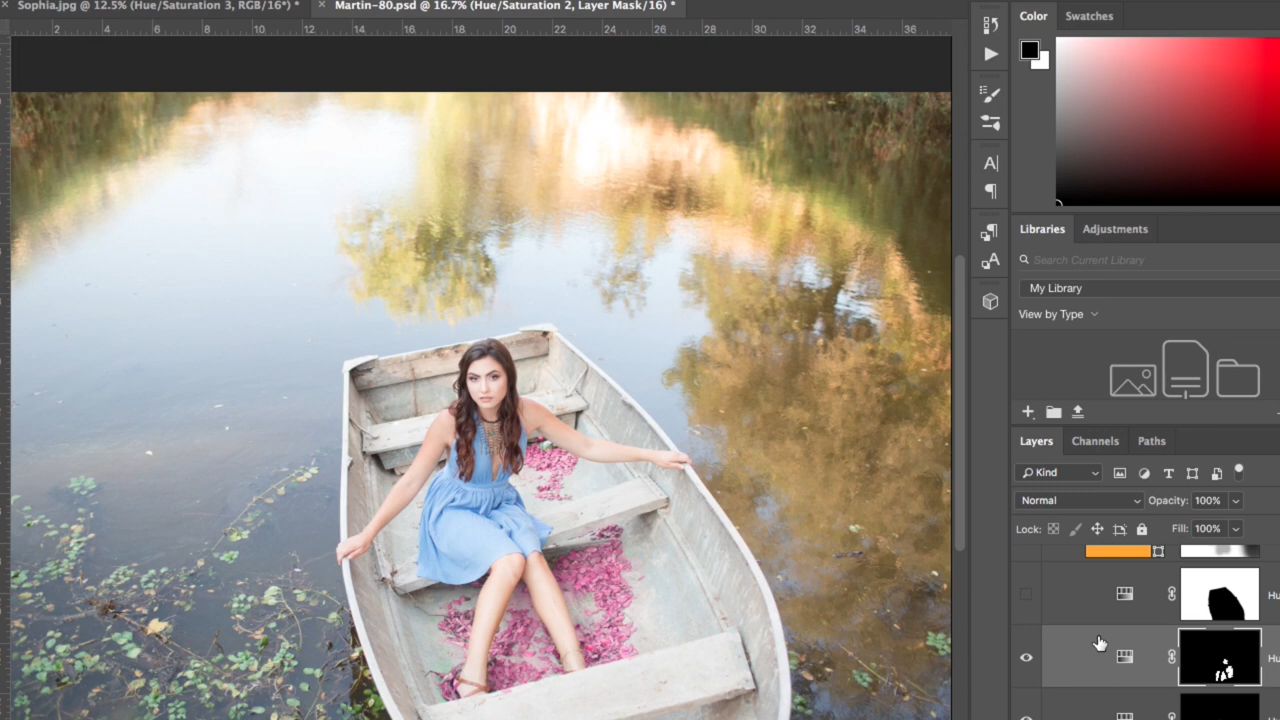 Sophia.jpg @ 12.5% (Hue/Saturation 3, RGB/16*) *
Martin-80.psd @ 16.7% (Hue/Saturation 2, Layer Mask/16) *
2 4 6 8 10 12 14 16 18 20 22 24 26 28 30 32 34 36
Color Swatches
Libraries Adjustments
Search Current Library
My Library
View by Type
Layers Channels Paths
Kind
Normal Opacity: 100%
Lock: Fill: 100%
Hu
Hu